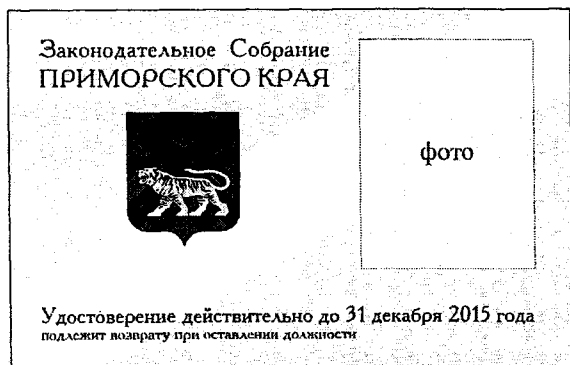 Законодательное Собрание
ПРИМОРСКОГО КРАЯ
фото
Удостоверение действительно до 31 декабря 2015 года
подлежит возврату при оставлении должности